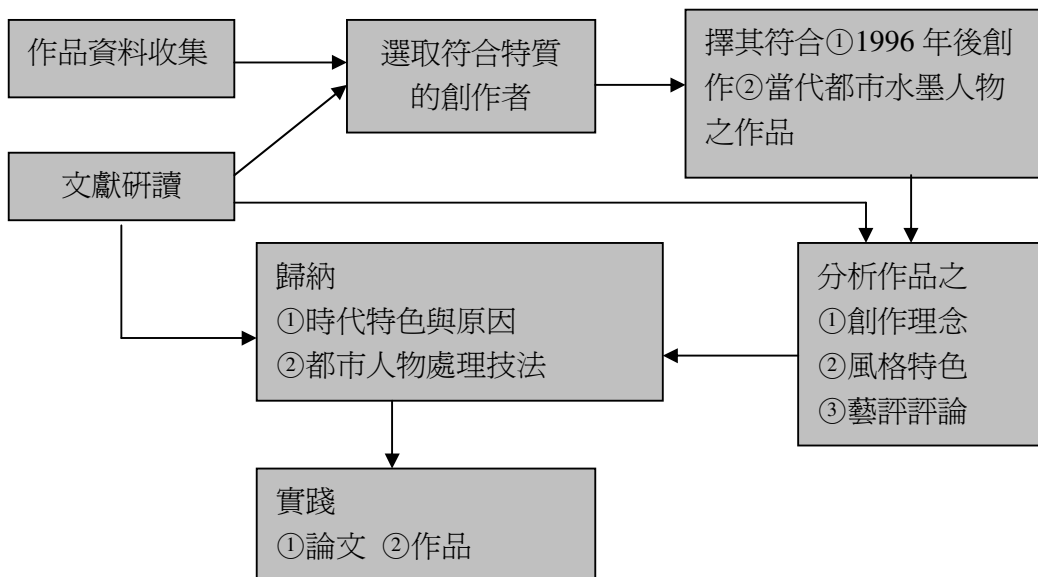 作品資料收集
選取符合特質
的創作者
擇其符合①1996 年後創
作②當代都市水墨人物
之作品
文獻研讀
歸納
①時代特色與原因
②都市人物處理技法
分析作品之
①創作理念
②風格特色
③藝評評論
實踐
①論文 ②作品